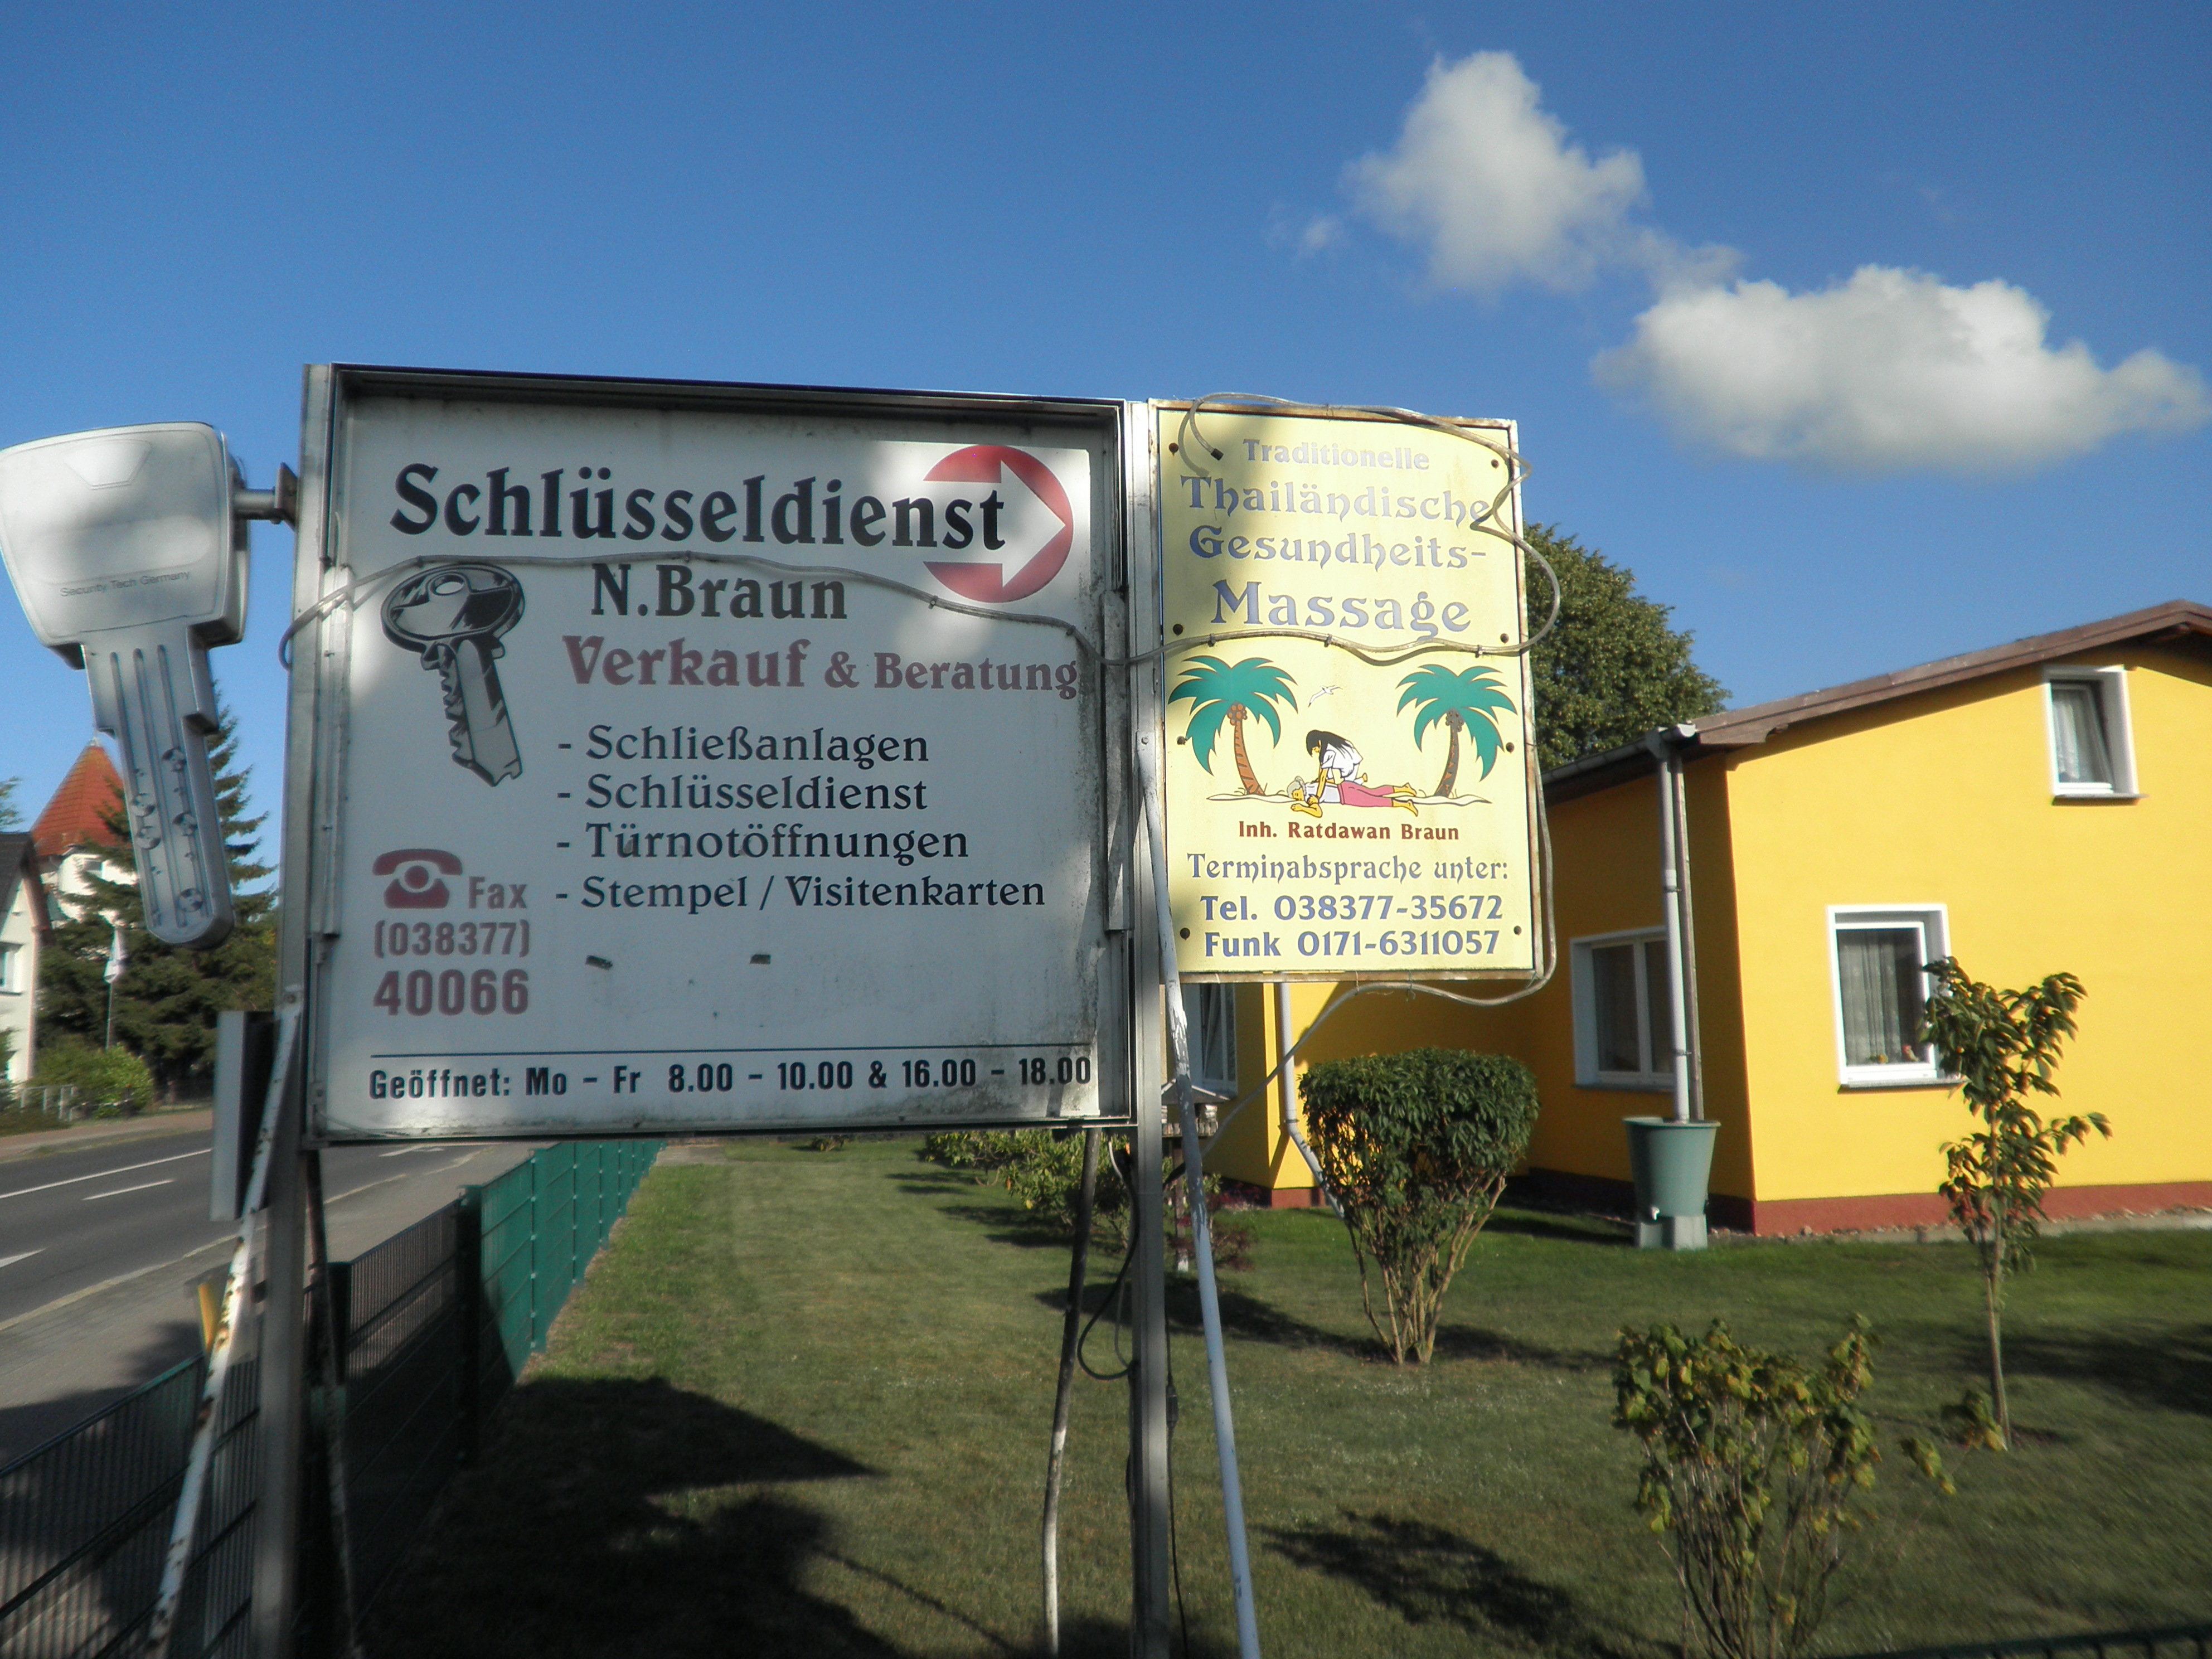 Security Tech Germany
Schlüsseldienst
N.Braun
Verkauf & Beratung
- Schließanlagen
- Schlüsseldienst
- Türnotöffnungen
- Stempel / Visitenkarten
Fax
(038377)
40066
Geöffnet: Mo - Fr 8.00 - 10.00 & 16.00 - 18.00
Traditionelle
Thailändische
Gesundheits-
Massage
Inh. Ratdawan Braun
Terminabsprache unter:
Tel. 038377-35672
Funk 0171-6311057